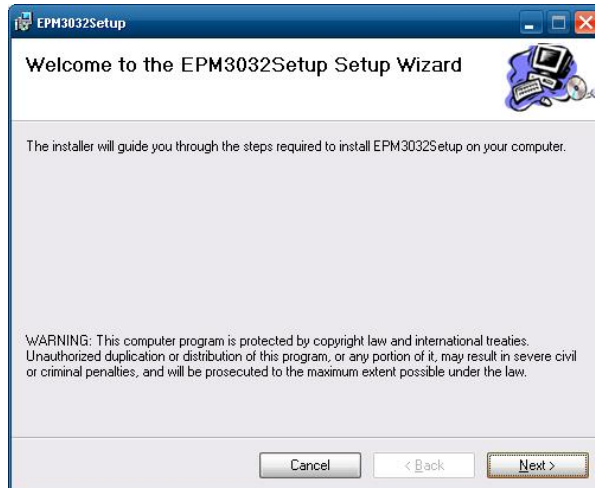 EPM3032Setup
Welcome to the EPM3032Setup Setup Wizard
The installer will guide you through the steps required to install EPM3032Setup on your computer.
WARNING: This computer program is protected by copyright law and international treaties.
Unauthorized duplication or distribution of this program, or any portion of it, may result in severe civil
or criminal penalties, and will be prosecuted to the maximum extent possible under the law.
Cancel
< Back
Next >